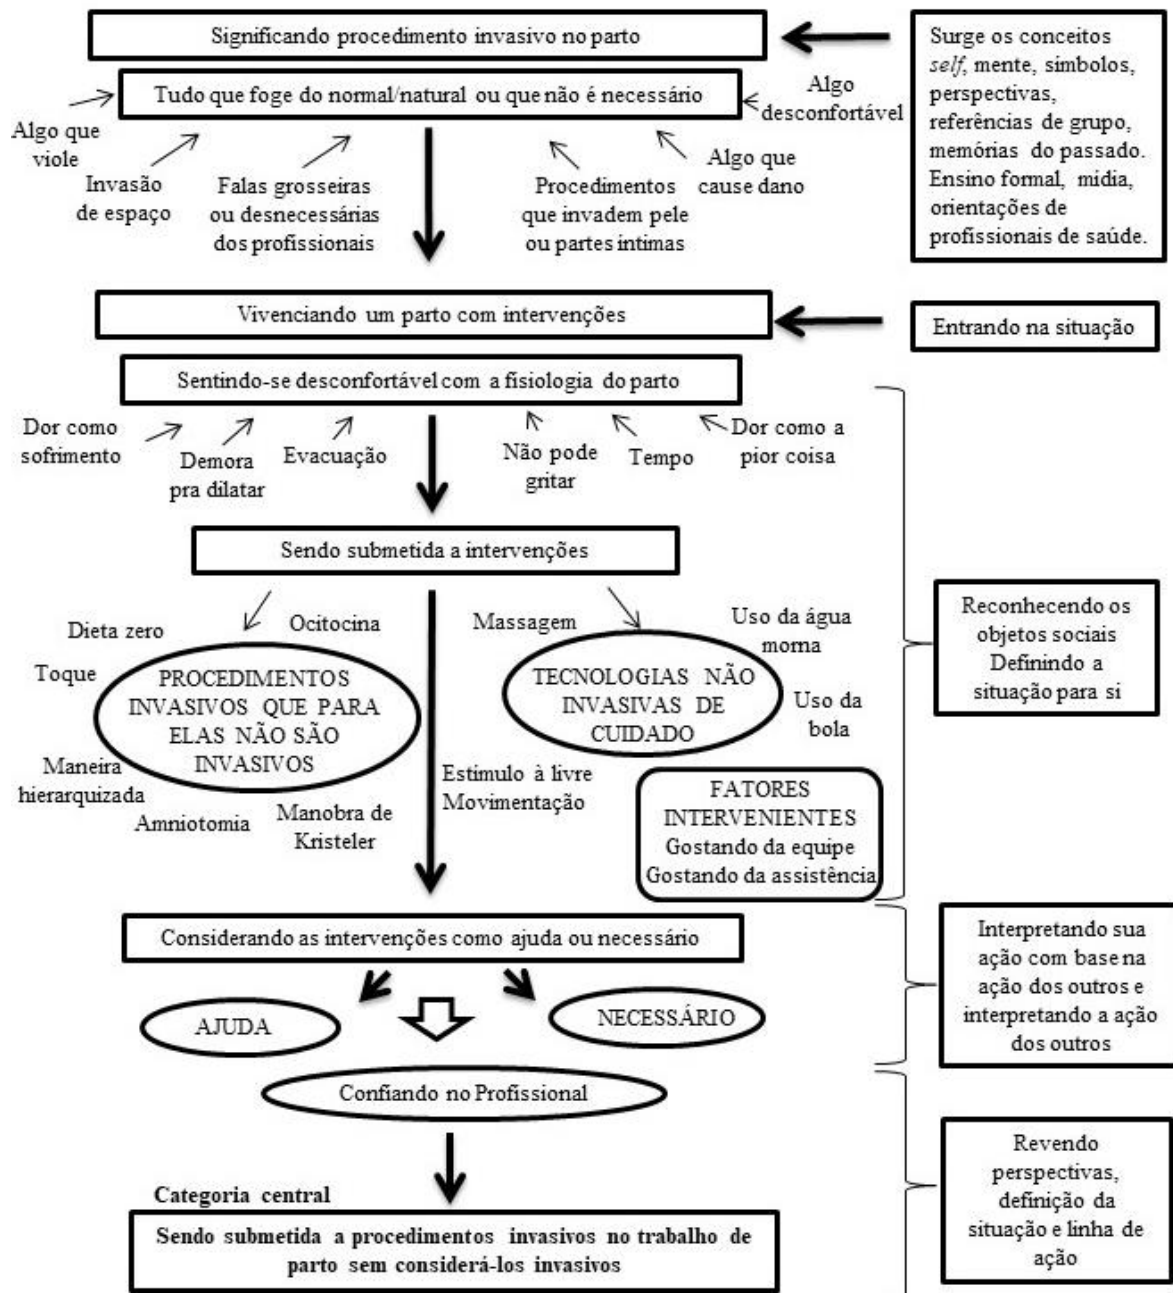 Significando procedimento invasivo no parto
Surge os conceitos
self, mente, símbolos,
perspectivas,
referências de grupo,
memórias do passado.
Ensino formal, mídia,
orientações de
profissionais de saúde.
Tudo que foge do normal/natural ou que não é necessário
Algo
desconfortável
Algo que
viole
Invasão
de espaço
Falas grosseiras
ou desnecessárias
dos profissionais
Procedimentos
que invadem pele
ou partes íntimas
Algo que
cause dano
Vivenciando um parto com intervenções
Entrando na situação
Sentindo-se desconfortável com a fisiologia do parto
Dor como
sofrimento
Demora
pra dilatar
Evacuação
Não pode
gritar
Tempo
Dor como a
pior coisa
Sendo submetida a intervenções
Dieta zero
Ocitocina
Toque
PROCEDIMENTOS
INVASIVOS QUE PARA
ELAS NÃO SÃO
INVASIVOS
Maneira
hierarquizada
Amniotomia
Manobra de
Kristeler
Massagem
Uso da água
morna
TECNOLOGIAS NÃO
INVASIVAS DE
CUIDADO
Uso da
bola
Estímulo à livre
Movimentação
FATORES
INTERVENIENTES
Gostando da equipe
Gostando da assistência
Reconhecendo os
objetos sociais
Definindo a
situação para si
Considerando as intervenções como ajuda ou necessário
AJUDA
NECESSÁRIO
Interpretando sua
ação com base na
ação dos outros e
interpretando a ação
dos outros
Confiando no Profissional
Categoria central
Sendo submetida a procedimentos invasivos no trabalho de
parto sem considerá-los invasivos
Revendo
perspectivas,
definição da
situação e linha de
ação